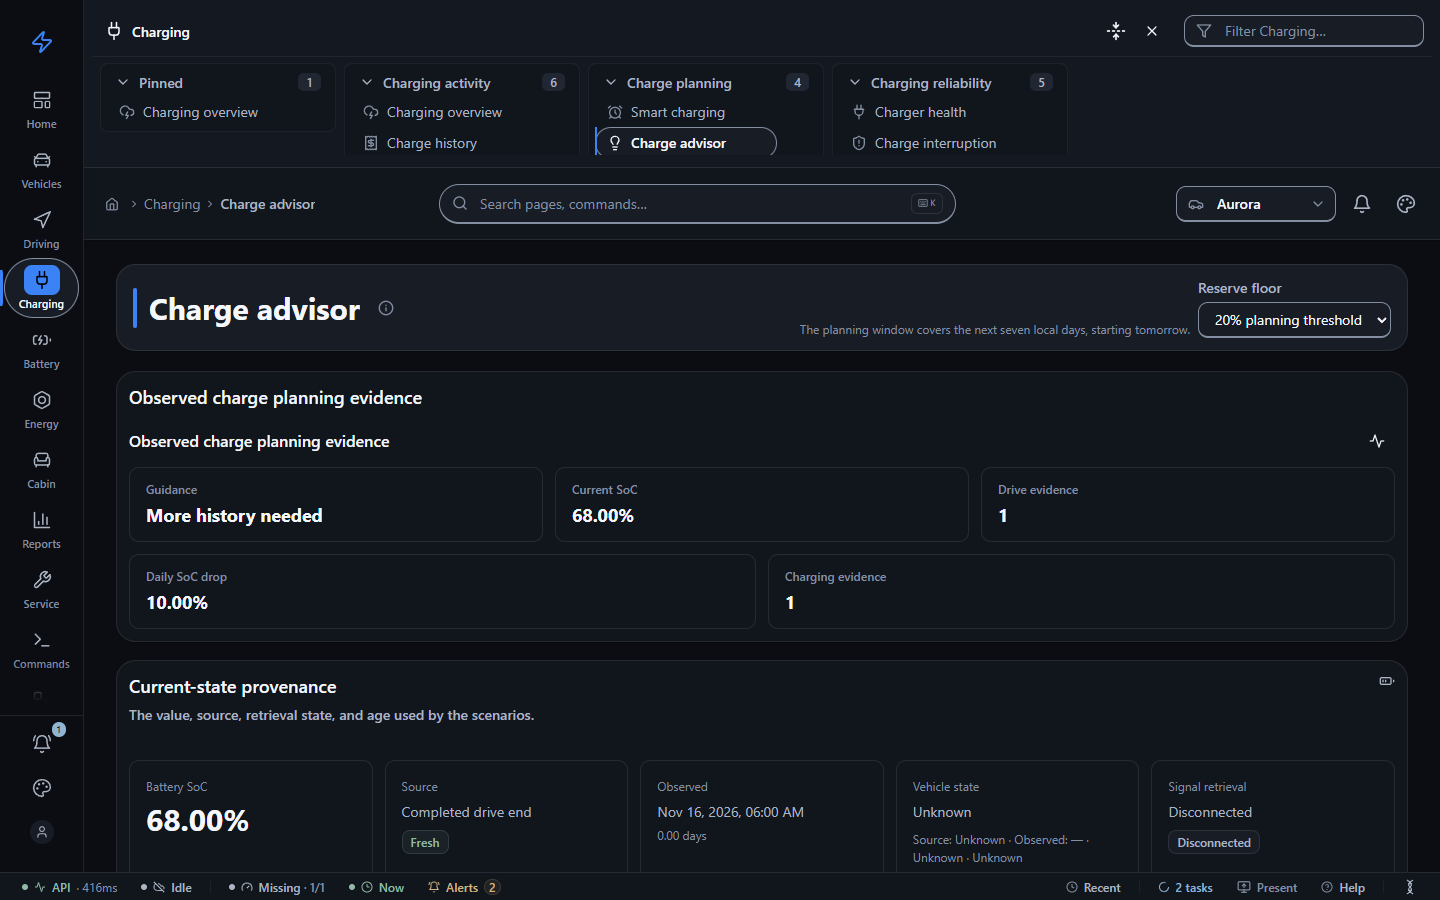 Charging
Filter Charging...
Pinned 1
Charging overview
Charging activity 6
Charging overview
Charge history
Charge planning 4
Smart charging
Charge advisor
Charging reliability 5
Charger health
Charge interruption
Home
Vehicles
Driving
Charging
Battery
Energy
Cabin
Reports
Service
Commands
1
Charging
Charge advisor
Search pages, commands...
K
Aurora
Charge advisor
The planning window covers the next seven local days, starting tomorrow.
Reserve floor
20% planning threshold
Observed charge planning evidence
Observed charge planning evidence
Guidance
More history needed
Current SoC
68.00%
Drive evidence
1
Daily SoC drop
10.00%
Charging evidence
1
Current-state provenance
The value, source, retrieval state, and age used by the scenarios.
Battery SoC
68.00%
Source
Completed drive end
Fresh
Observed
Nov 16, 2026, 06:00 AM
0.00 days
Vehicle state
Unknown
Source: Unknown · Observed: — ·
Unknown · Unknown
Signal retrieval
Disconnected
Disconnected
API · 416ms
Idle
Missing · 1/1
Now
Alerts 2
Recent
2 tasks
Present
Help